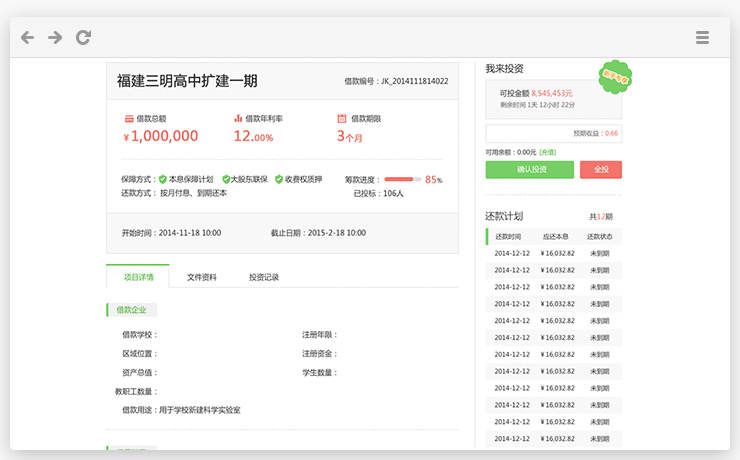 福建三明高中扩建一期
借款编号：JK_2014111814022
借款总额
借款年利率
借款期限
¥1,000,000
12.00%
3个月
保障方式： 本息保障计划 大股东联保 收费权质押
筹款进度： 85%
还款方式： 按月付息、到期还本
已投标：106人
开始时间：2014-11-18 10:00
截止日期：2015-2-18 10:00
项目详情
文件资料
投资记录
借款企业
借款学校：
注册年限：
区域位置：
注册资金：
资产总值：
学生数量：
教职工数量：
借款用途：用于学校新建科学实验室
我来投资
新手专享
可投金额 8,545,453元
剩余时间 1天 12小时 22分
预期收益：0.66
可用余额：0.00元 [充值]
确认投资
全投
还款计划
共12期
还款时间 应还本息 还款状态
2014-12-12 ¥16,032.82 未到期
2014-12-12 ¥16,032.82 未到期
2014-12-12 ¥16,032.82 未到期
2014-12-12 ¥16,032.82 未到期
2014-12-12 ¥16,032.82 未到期
2014-12-12 ¥16,032.82 未到期
2014-12-12 ¥16,032.82 未到期
2014-12-12 ¥16,032.82 未到期
2014-12-12 ¥16,032.82 未到期
2014-12-12 ¥16,032.82 未到期
2014-12-12 ¥16,032.82 未到期
2014-12-12 ¥16,032.82 未到期